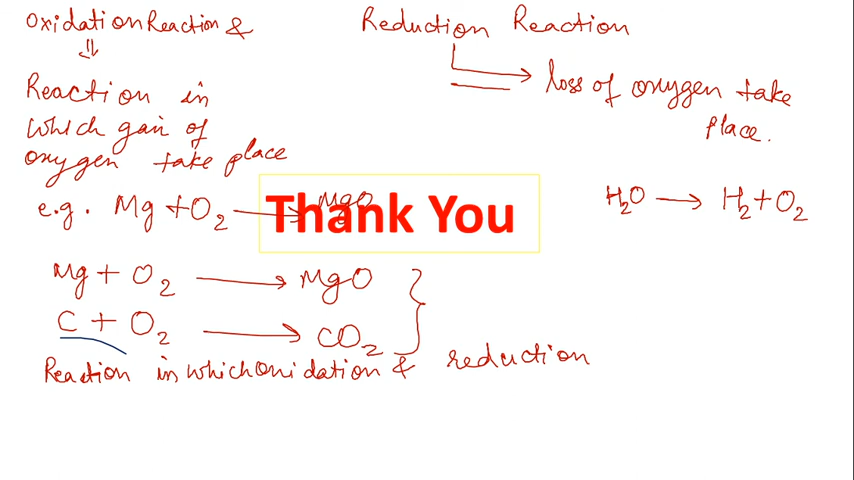 Oxidation Reaction &
Reduction Reaction
⇓
→ loss of oxygen take
place.
Reaction in
which gain of
oxygen take place
e.g. Mg + O₂ → MgO
Thank You
H₂O → H₂ + O₂
Mg + O₂ → MgO
C + O₂ → CO₂
Reaction in which oxidation & reduction